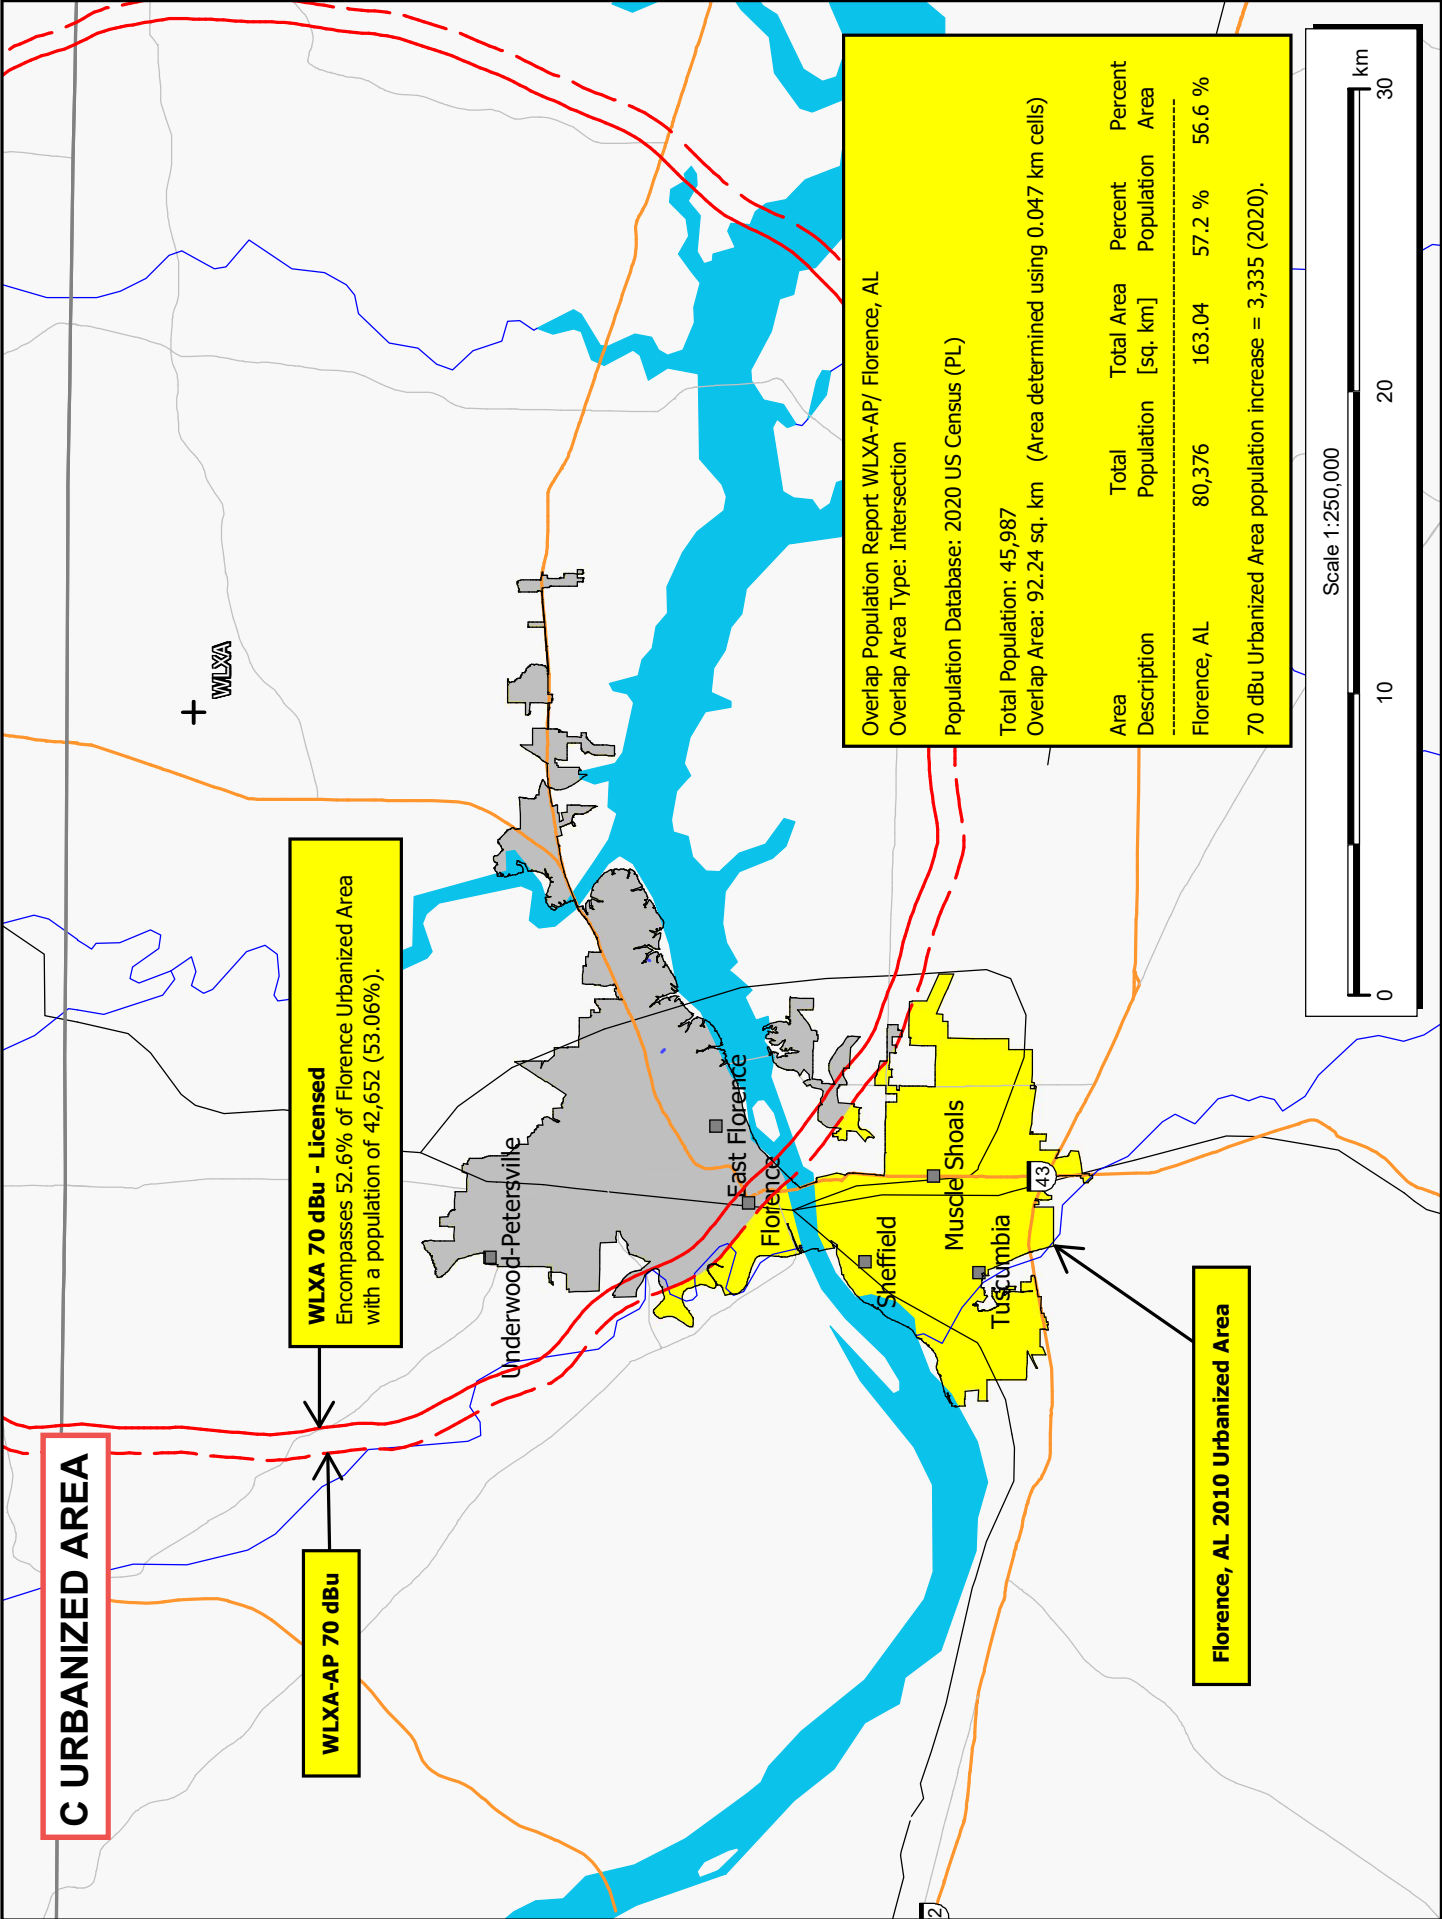 C URBANIZED AREA
WLXA-AP 70 dBu
WLXA 70 dBu - Licensed
Encompasses 52.6% of Florence Urbanized Area
with a population of 42,652 (53.06%).
WLXA
Underwood-Petersville
East Florence
Florence
Sheffield
Muscle Shoals
Tuscumbia
43
2
Florence, AL 2010 Urbanized Area
Overlap Population Report WLXA-AP/ Florence, AL
Overlap Area Type: Intersection
Population Database: 2020 US Census (PL)
Total Population: 45,987
Overlap Area: 92.24 sq. km (Area determined using 0.047 km cells)
Area Total Total Area Percent Percent
Description Population [sq. km] Population Area
--------------------------------------------------------------------------------
Florence, AL 80,376 163.04 57.2 % 56.6 %
70 dBu Urbanized Area population increase = 3,335 (2020).
Scale 1:250,000
km
0 10 20 30